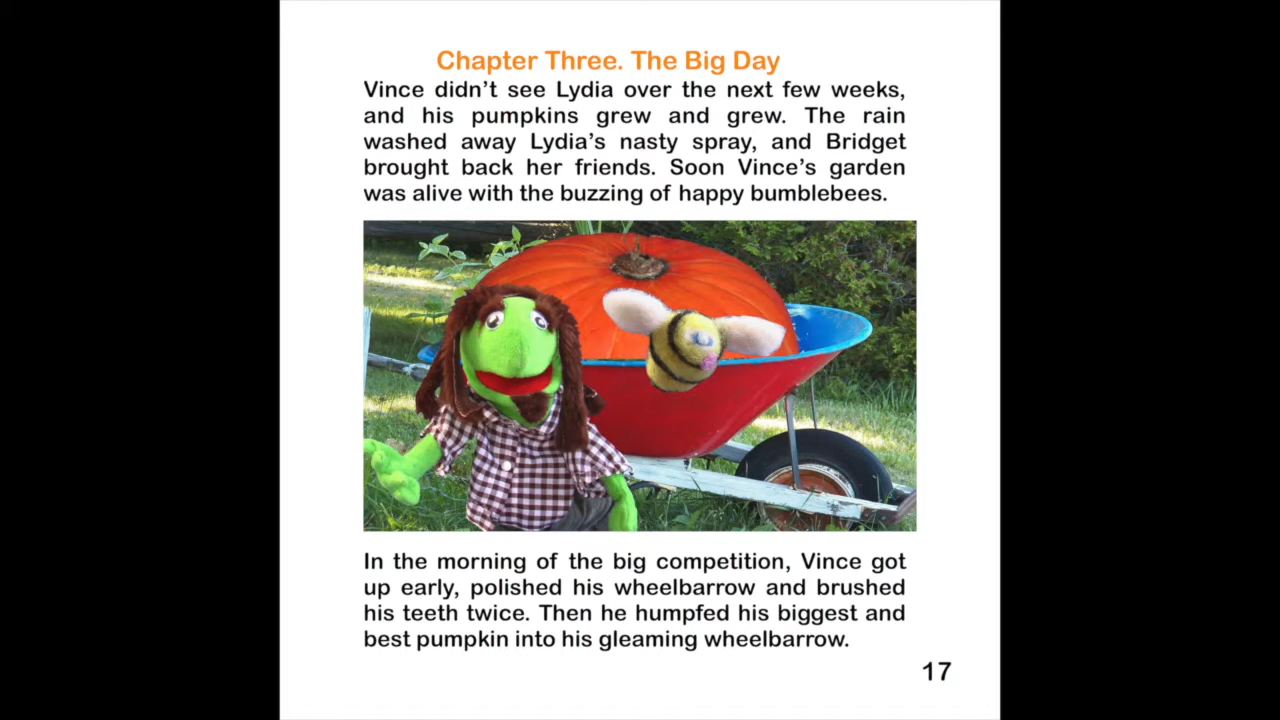 Chapter Three. The Big Day
Vince didn't see Lydia over the next few weeks,
and his pumpkins grew and grew. The rain
washed away Lydia's nasty spray, and Bridget
brought back her friends. Soon Vince's garden
was alive with the buzzing of happy bumblebees.
In the morning of the big competition, Vince got
up early, polished his wheelbarrow and brushed
his teeth twice. Then he humpfed his biggest and
best pumpkin into his gleaming wheelbarrow.
17